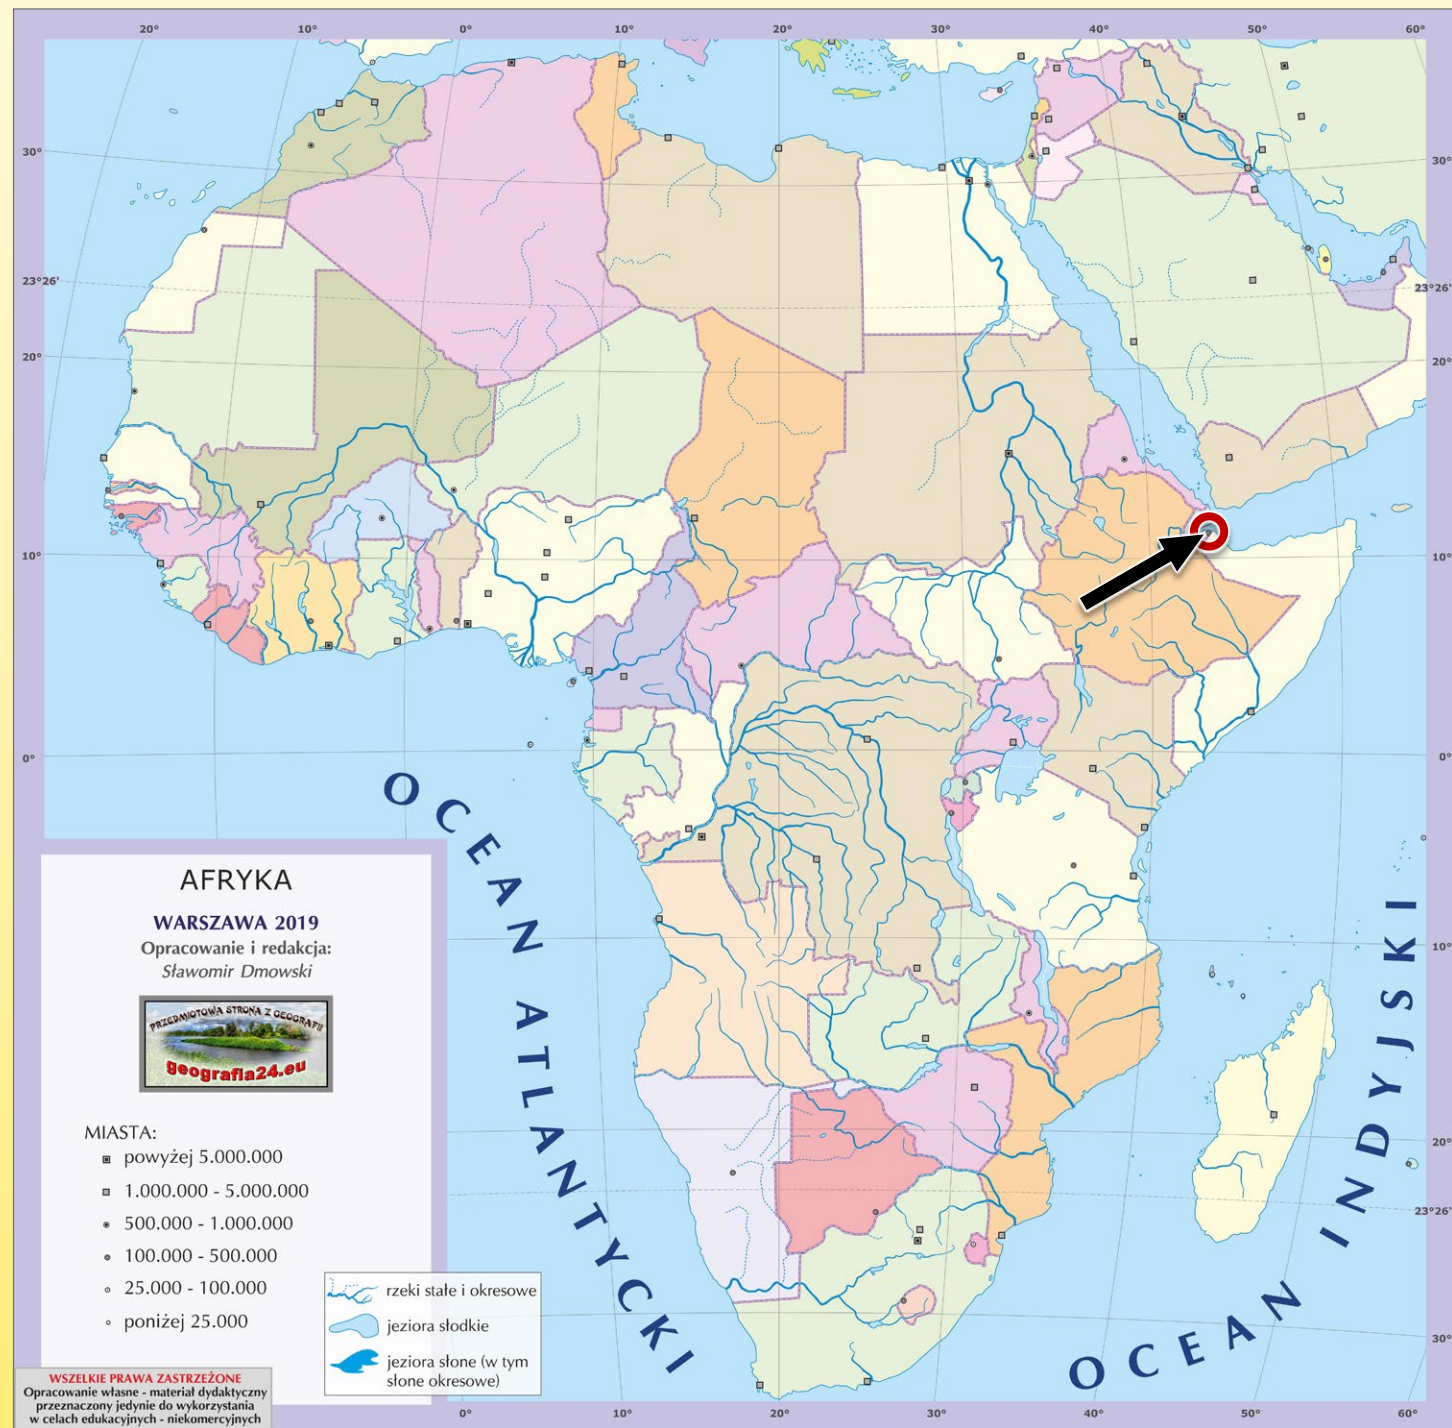 20° 10° 0° 10° 20° 30° 40° 50° 60°
30° 30°
23°26' 23°26'
20° 20°
10° 10°
0° 0°
10°
20°
23°26'
30°
OCEAN ATLANTYCKI
OCEAN INDYJSKI
AFRYKA
WARSZAWA 2019
Opracowanie i redakcja:
Sławomir Dmowski
PRZEDMIOTOWA STRONA Z GEOGRAFII
geografia24.eu
MIASTA:
powyżej 5.000.000
1.000.000 - 5.000.000
500.000 - 1.000.000
100.000 - 500.000
25.000 - 100.000
poniżej 25.000
rzeki stałe i okresowe
jeziora słodkie
jeziora słone (w tym
słone okresowe)
WSZELKIE PRAWA ZASTRZEŻONE
Opracowanie własne - materiał dydaktyczny
przeznaczony jedynie do wykorzystania
w celach edukacyjnych - niekomercyjnych
0° 10° 20° 30° 40° 50° 60°